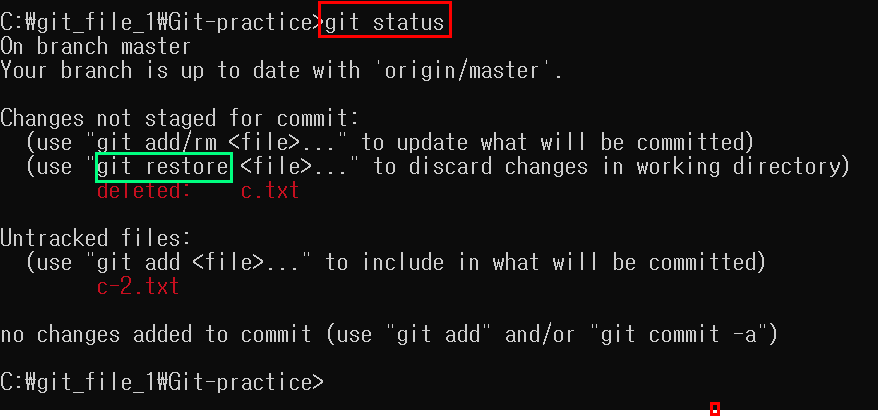 C:₩git_file_1₩Git-practice>git status
On branch master
Your branch is up to date with 'origin/master'.
Changes not staged for commit:
(use "git add/rm <file>..." to update what will be committed)
(use "git restore <file>..." to discard changes in working directory)
deleted: c.txt
Untracked files:
(use "git add <file>..." to include in what will be committed)
c-2.txt
no changes added to commit (use "git add" and/or "git commit -a")
C:₩git_file_1₩Git-practice>